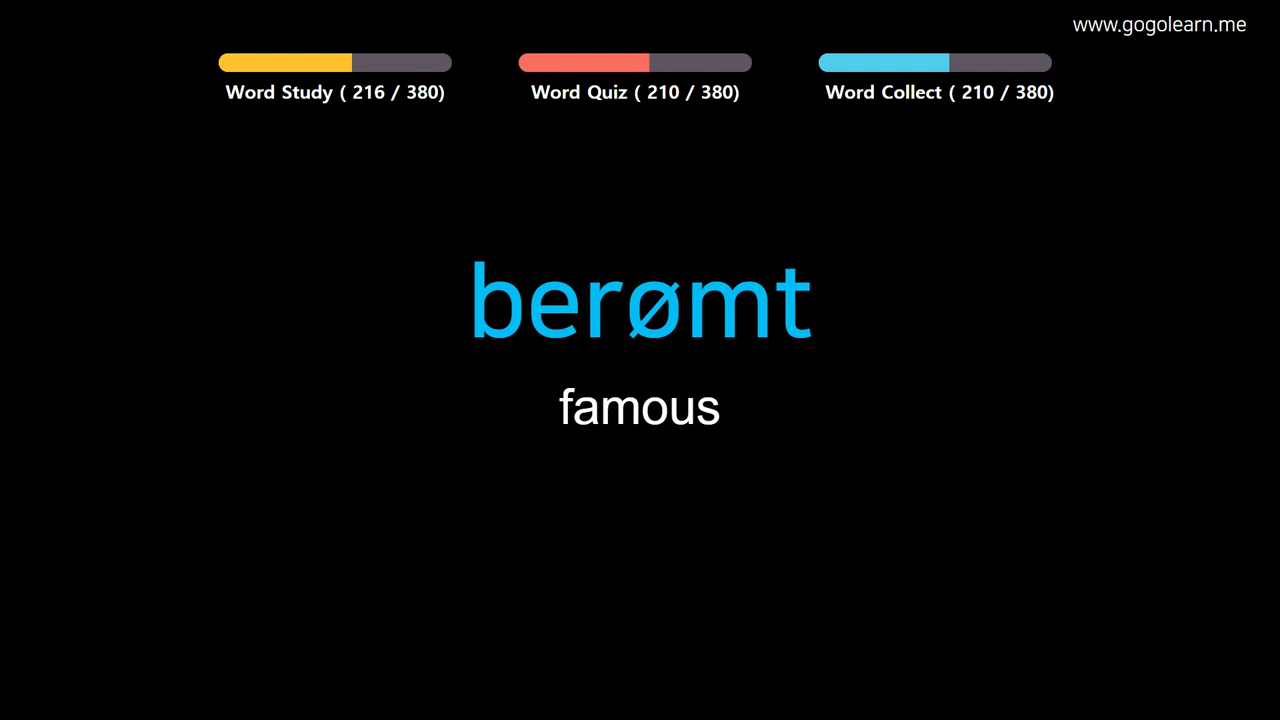 www.gogolearn.me
Word Study ( 216 / 380)
Word Quiz ( 210 / 380)
Word Collect ( 210 / 380)
berømt
famous